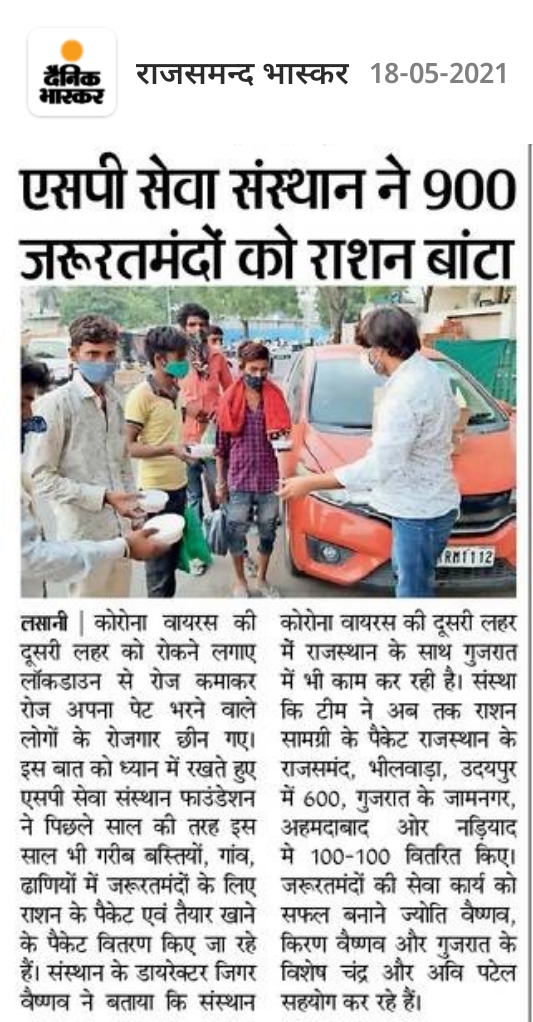 दैनिक
भास्कर
राजसमन्द भास्कर 18-05-2021
एसपी सेवा संस्थान ने 900
जरूरतमंदों को राशन बांटा
RM1112
लसानी | कोरोना वायरस की
दूसरी लहर को रोकने लगाए
लॉकडाउन से रोज कमाकर
रोज अपना पेट भरने वाले
लोगों के रोजगार छीन गए।
इस बात को ध्यान में रखते हुए
एसपी सेवा संस्थान फाउंडेशन
ने पिछले साल की तरह इस
साल भी गरीब बस्तियों, गांव,
ढाणियों में जरूरतमंदों के लिए
राशन के पैकेट एवं तैयार खाने
के पैकेट वितरण किए जा रहे
हैं। संस्थान के डायरेक्टर जिगर
वैष्णव ने बताया कि संस्थान
कोरोना वायरस की दूसरी लहर
में राजस्थान के साथ गुजरात
में भी काम कर रही है। संस्था
कि टीम ने अब तक राशन
सामग्री के पैकेट राजस्थान के
राजसमंद, भीलवाड़ा, उदयपुर
में 600, गुजरात के जामनगर,
अहमदाबाद ओर नड़ियाद
मे 100-100 वितरित किए।
जरूरतमंदों की सेवा कार्य को
सफल बनाने ज्योति वैष्णव,
किरण वैष्णव और गुजरात के
विशेष चंद्र और अवि पटेल
सहयोग कर रहे हैं।